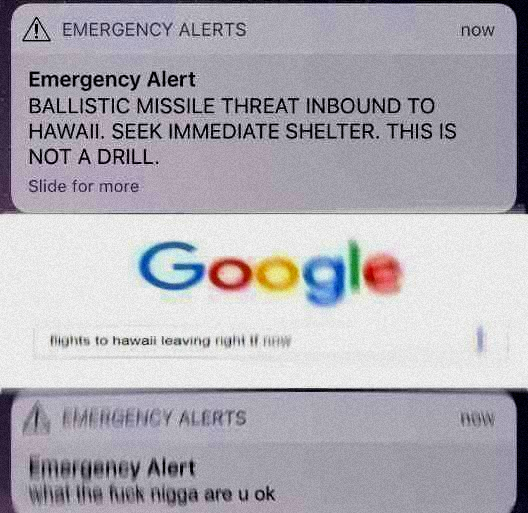 EMERGENCY ALERTS now
Emergency Alert
BALLISTIC MISSILE THREAT INBOUND TO
HAWAII. SEEK IMMEDIATE SHELTER. THIS IS
NOT A DRILL.
Slide for more
Google
flights to hawaii leaving right tf now
EMERGENCY ALERTS now
Emergency Alert
what the fuck nigga are u ok